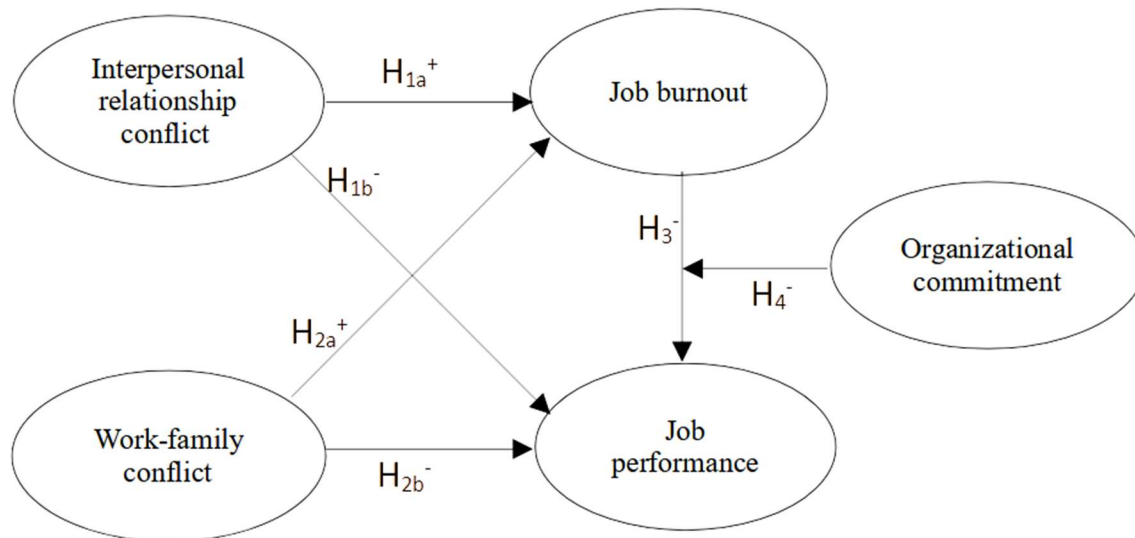 Interpersonal
relationship
conflict
H₁ₐ⁺
Job burnout
H₁b⁻
H₃⁻
Organizational
commitment
H₄⁻
H₂ₐ⁺
Work-family
conflict
H₂b⁻
Job
performance